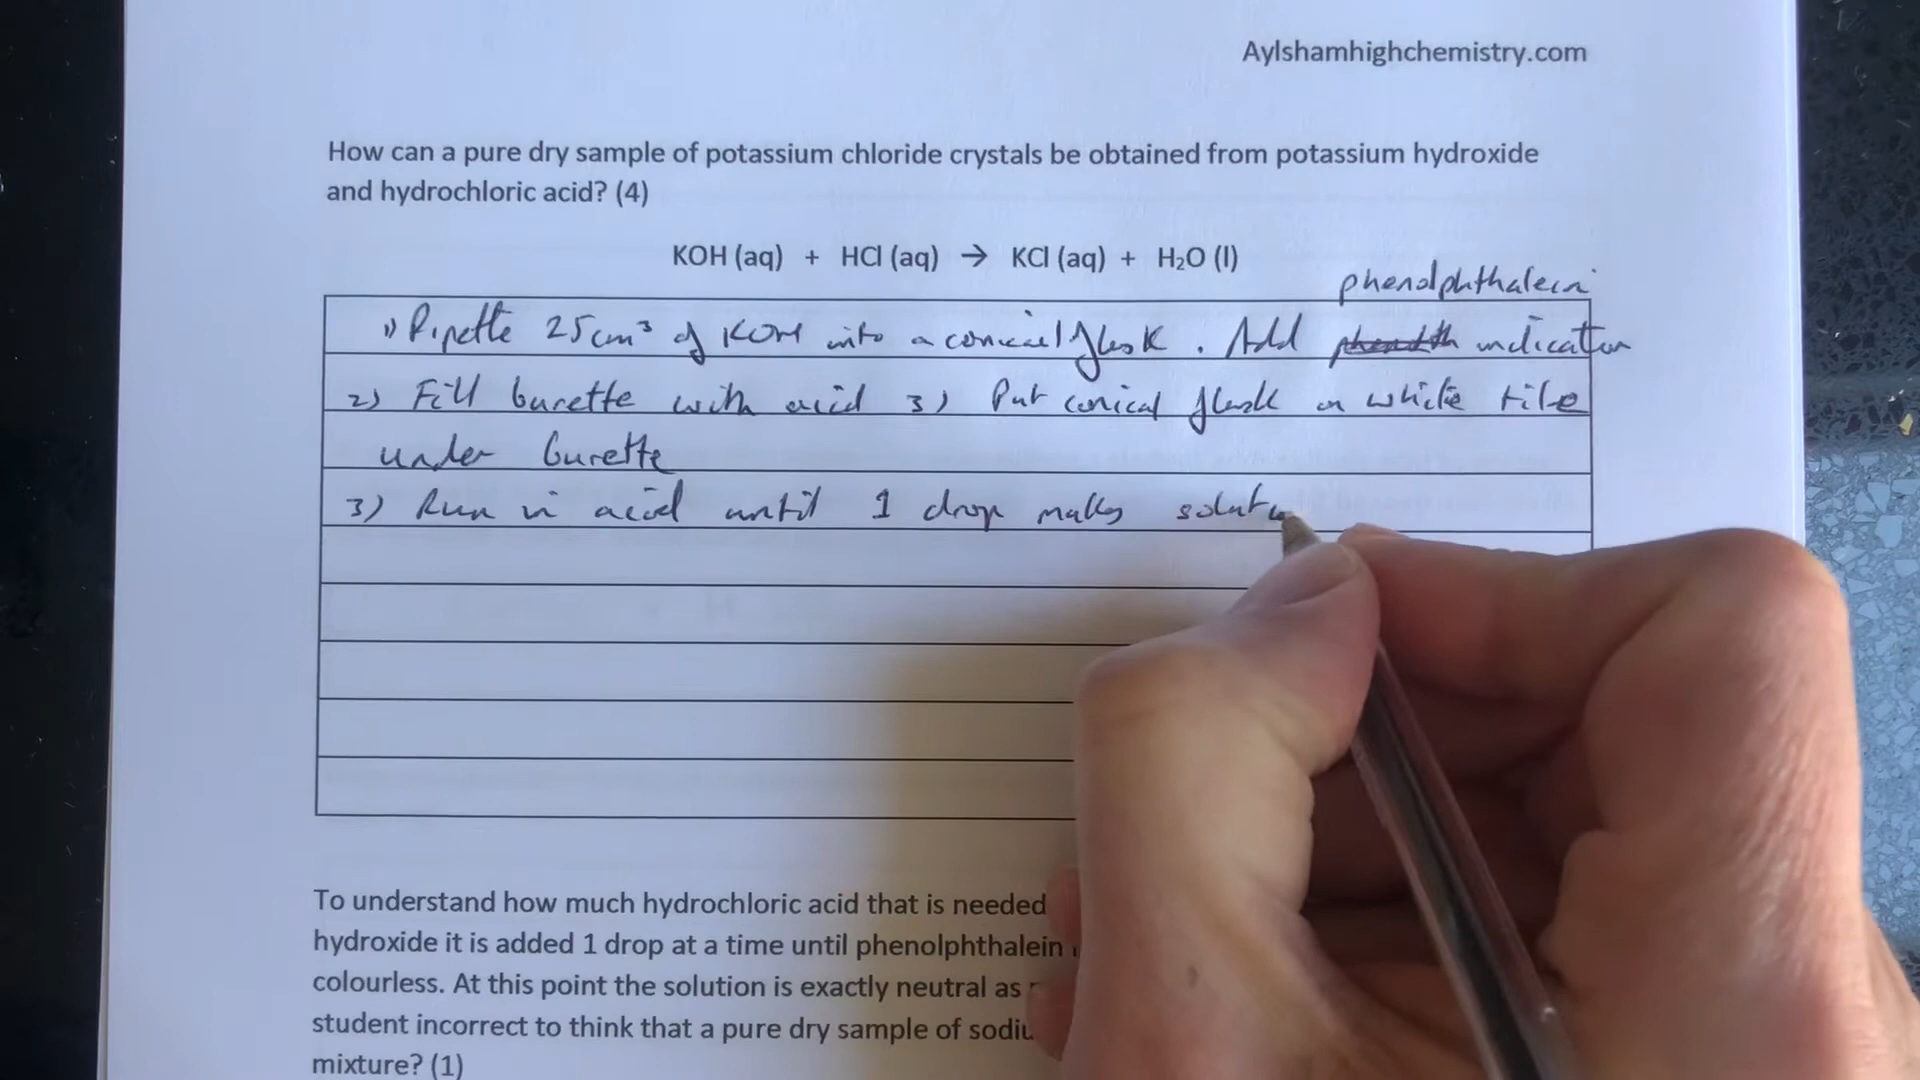 Aylshamhighchemistry.com
How can a pure dry sample of potassium chloride crystals be obtained from potassium hydroxide
and hydrochloric acid? (4)
KOH (aq) + HCl (aq) → KCl (aq) + H₂O (l)
phenolphthalein
1) Pipette 25cm³ of KOH into a conical flask. Add indicator
2) Fill burette with acid 3) Put conical flask on white tile
under burette
3) Run in acid until 1 drop makes solutio
To understand how much hydrochloric acid that is needed
hydroxide it is added 1 drop at a time until phenolphthalein
colourless. At this point the solution is exactly neutral as
student incorrect to think that a pure dry sample of sodiu
mixture? (1)